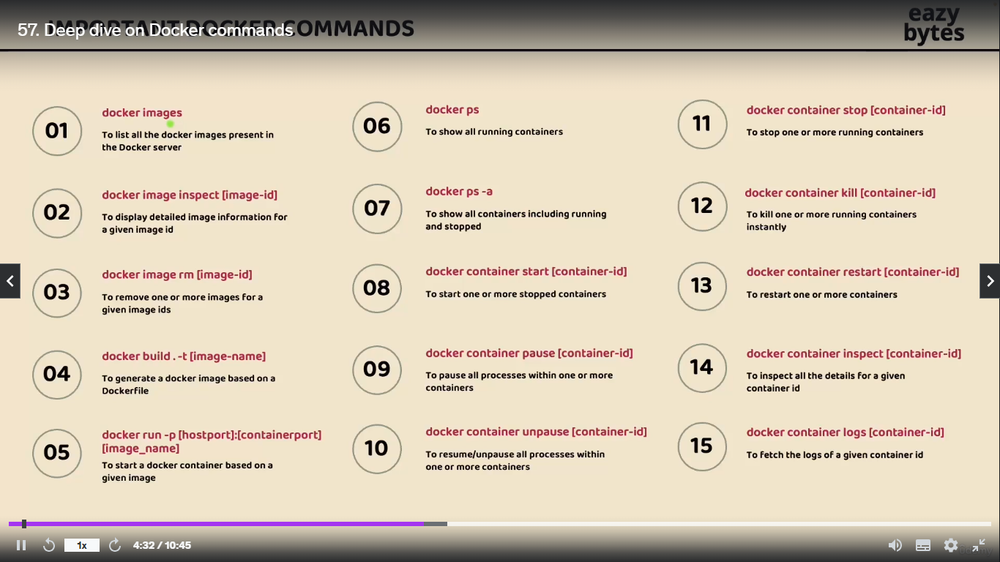 57. Deep dive on Docker commands
IMPORTANT DOCKER COMMANDS
eazy
bytes
01
docker images
To list all the docker images present in
the Docker server
02
docker image inspect [image-id]
To display detailed image information for
a given image id
03
docker image rm [image-id]
To remove one or more images for a
given image ids
04
docker build . -t [image-name]
To generate a docker image based on a
Dockerfile
05
docker run -p [hostport]:[containerport]
[image_name]
To start a docker container based on a
given image
06
docker ps
To show all running containers
07
docker ps -a
To show all containers including running
and stopped
08
docker container start [container-id]
To start one or more stopped containers
09
docker container pause [container-id]
To pause all processes within one or more
containers
10
docker container unpause [container-id]
To resume/unpause all processes within
one or more containers
11
docker container stop [container-id]
To stop one or more running containers
12
docker container kill [container-id]
To kill one or more running containers
instantly
13
docker container restart [container-id]
To restart one or more containers
14
docker container inspect [container-id]
To inspect all the details for a given
container id
15
docker container logs [container-id]
To fetch the logs of a given container id
1x
4:32 / 10:45